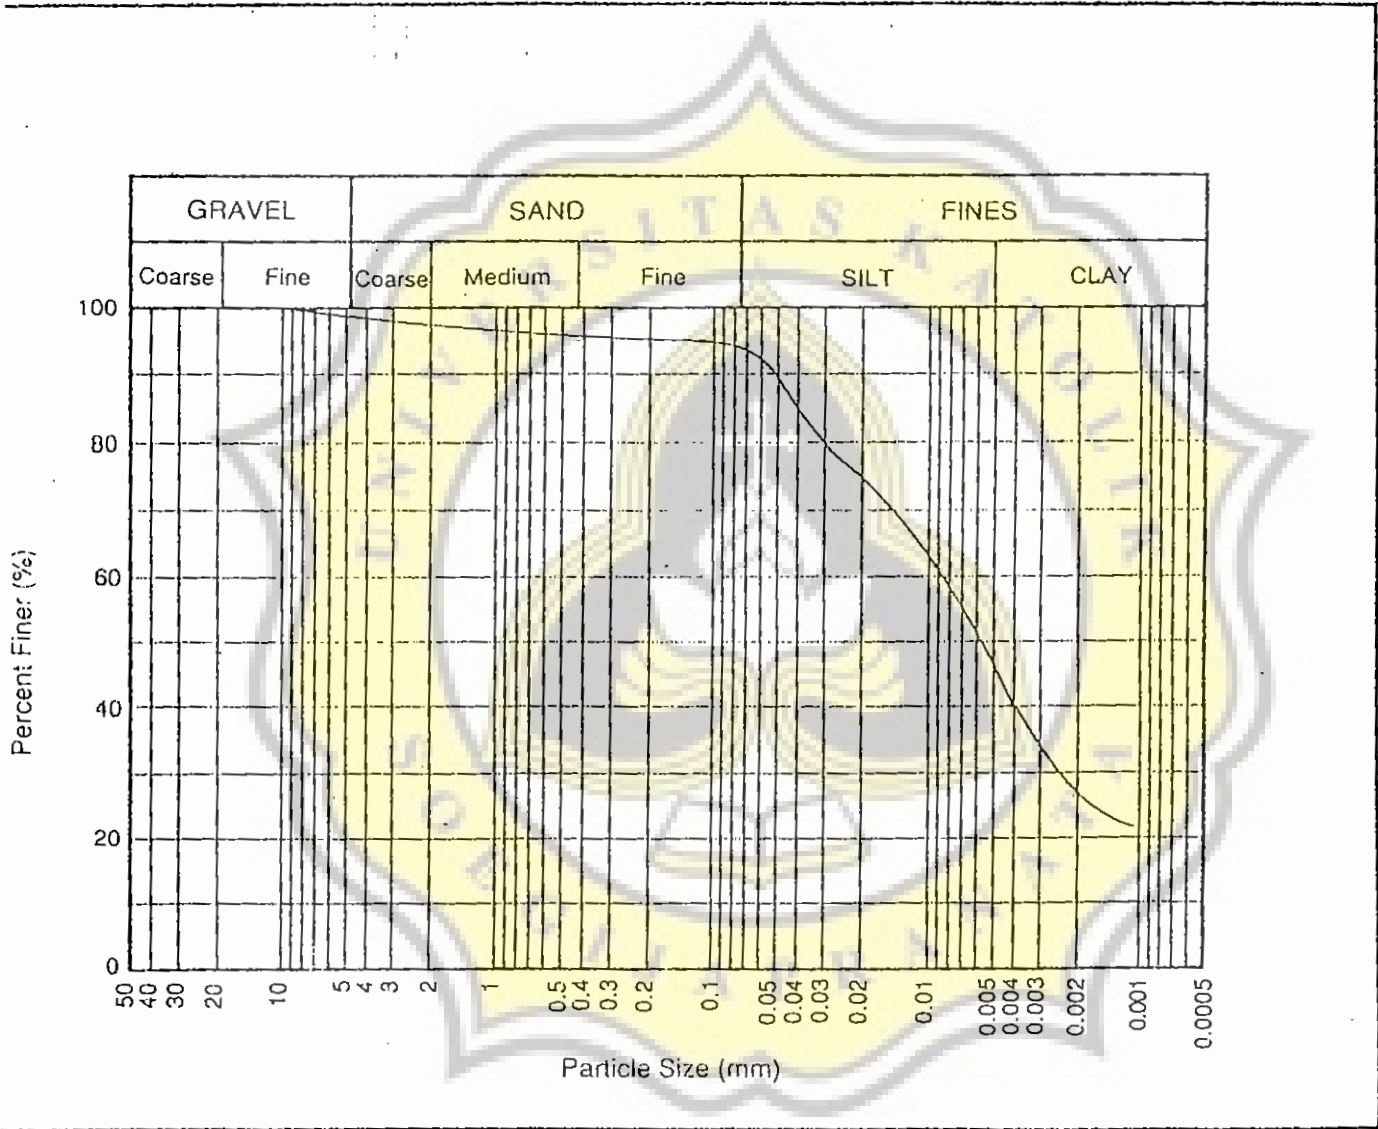 GRAVEL SAND FINES
Coarse Fine Coarse Medium Fine SILT CLAY
100
80
60
40
20
0
Percent Finer (%)
50 40 30 20 10 5 4 3 2 1 0.5 0.4 0.3 0.2 0.1 0.05 0.04 0.03 0.02 0.01 0.005 0.004 0.003 0.002 0.001 0.0005
Particle Size (mm)
UNIVERSITAS KATOLIK
SOEGIJAPRANATA